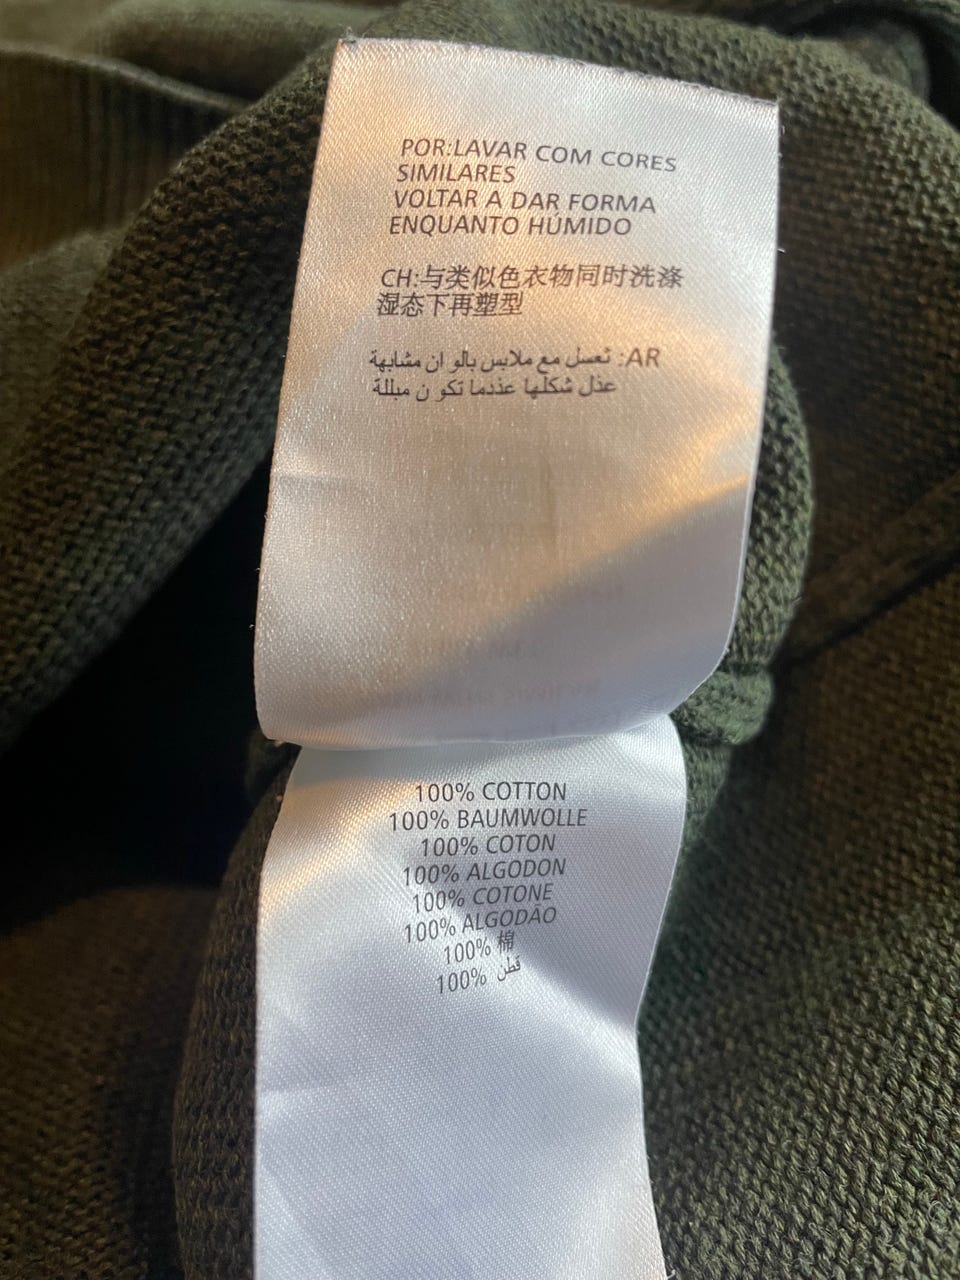 POR:LAVAR COM CORES
SIMILARES
VOLTAR A DAR FORMA
ENQUANTO HÚMIDO
CH:与类似色衣物同时洗涤
湿态下再塑型
AR: تغسل مع ملابس بالو ان مشابهة
عذل شكلها عندما تكو ن مبللة
100% COTTON
100% BAUMWOLLE
100% COTON
100% ALGODON
100% COTONE
100% ALGODÃO
100% 棉
100% قطن